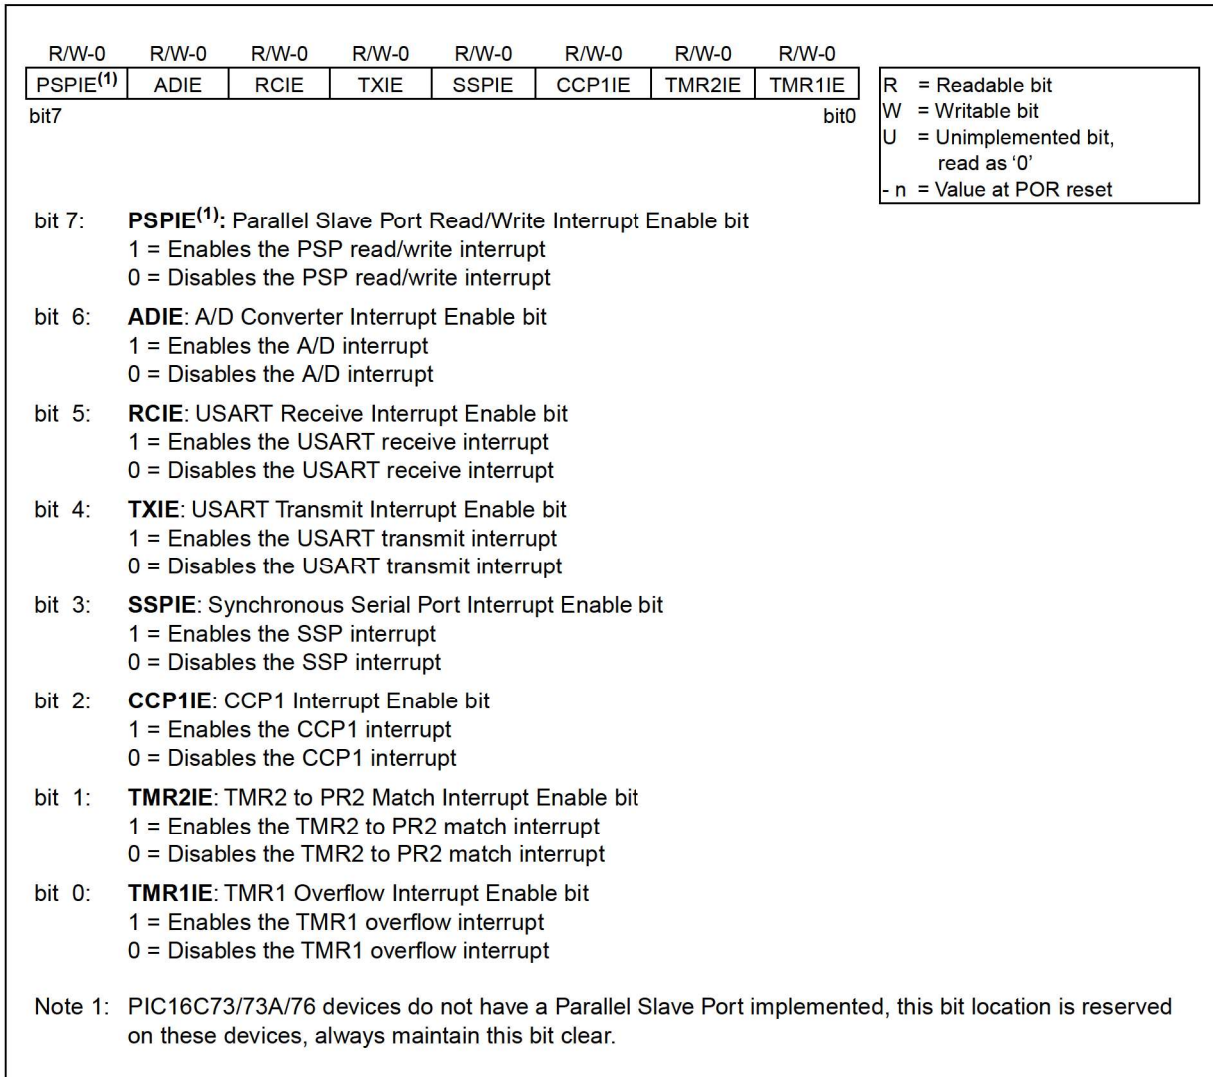 R/W-0 R/W-0 R/W-0 R/W-0 R/W-0 R/W-0 R/W-0 R/W-0
PSPIE(1) ADIE RCIE TXIE SSPIE CCP1IE TMR2IE TMR1IE
bit7 bit0
R = Readable bit
W = Writable bit
U = Unimplemented bit,
read as ‘0’
- n = Value at POR reset
bit 7: PSPIE(1): Parallel Slave Port Read/Write Interrupt Enable bit
1 = Enables the PSP read/write interrupt
0 = Disables the PSP read/write interrupt
bit 6: ADIE: A/D Converter Interrupt Enable bit
1 = Enables the A/D interrupt
0 = Disables the A/D interrupt
bit 5: RCIE: USART Receive Interrupt Enable bit
1 = Enables the USART receive interrupt
0 = Disables the USART receive interrupt
bit 4: TXIE: USART Transmit Interrupt Enable bit
1 = Enables the USART transmit interrupt
0 = Disables the USART transmit interrupt
bit 3: SSPIE: Synchronous Serial Port Interrupt Enable bit
1 = Enables the SSP interrupt
0 = Disables the SSP interrupt
bit 2: CCP1IE: CCP1 Interrupt Enable bit
1 = Enables the CCP1 interrupt
0 = Disables the CCP1 interrupt
bit 1: TMR2IE: TMR2 to PR2 Match Interrupt Enable bit
1 = Enables the TMR2 to PR2 match interrupt
0 = Disables the TMR2 to PR2 match interrupt
bit 0: TMR1IE: TMR1 Overflow Interrupt Enable bit
1 = Enables the TMR1 overflow interrupt
0 = Disables the TMR1 overflow interrupt
Note 1: PIC16C73/73A/76 devices do not have a Parallel Slave Port implemented, this bit location is reserved
on these devices, always maintain this bit clear.